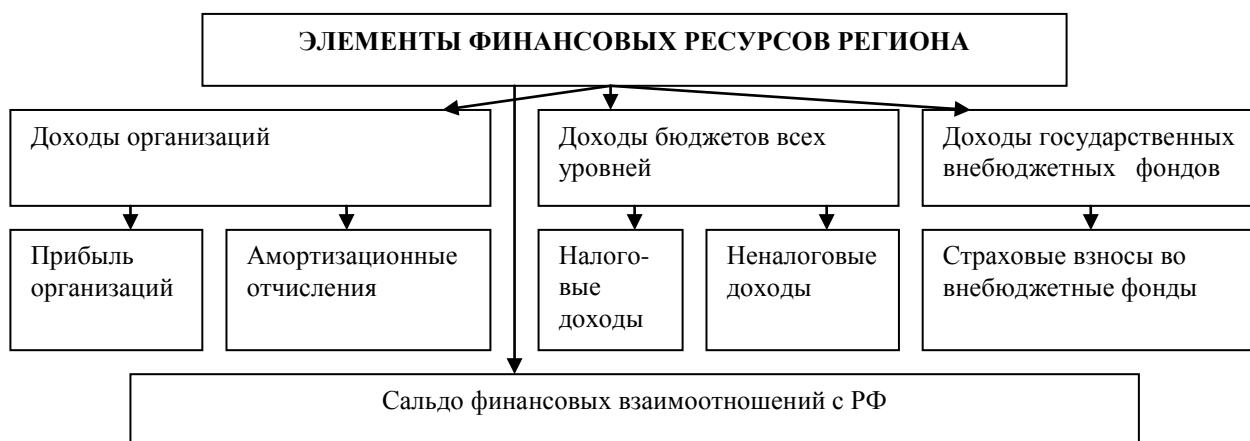 ЭЛЕМЕНТЫ ФИНАНСОВЫХ РЕСУРСОВ РЕГИОНА
Доходы организаций
Доходы бюджетов всех
уровней
Доходы государственных
внебюджетных фондов
Прибыль
организаций
Амортизационные
отчисления
Налого-
вые
доходы
Неналоговые
доходы
Страховые взносы во
внебюджетные фонды
Сальдо финансовых взаимоотношений с РФ